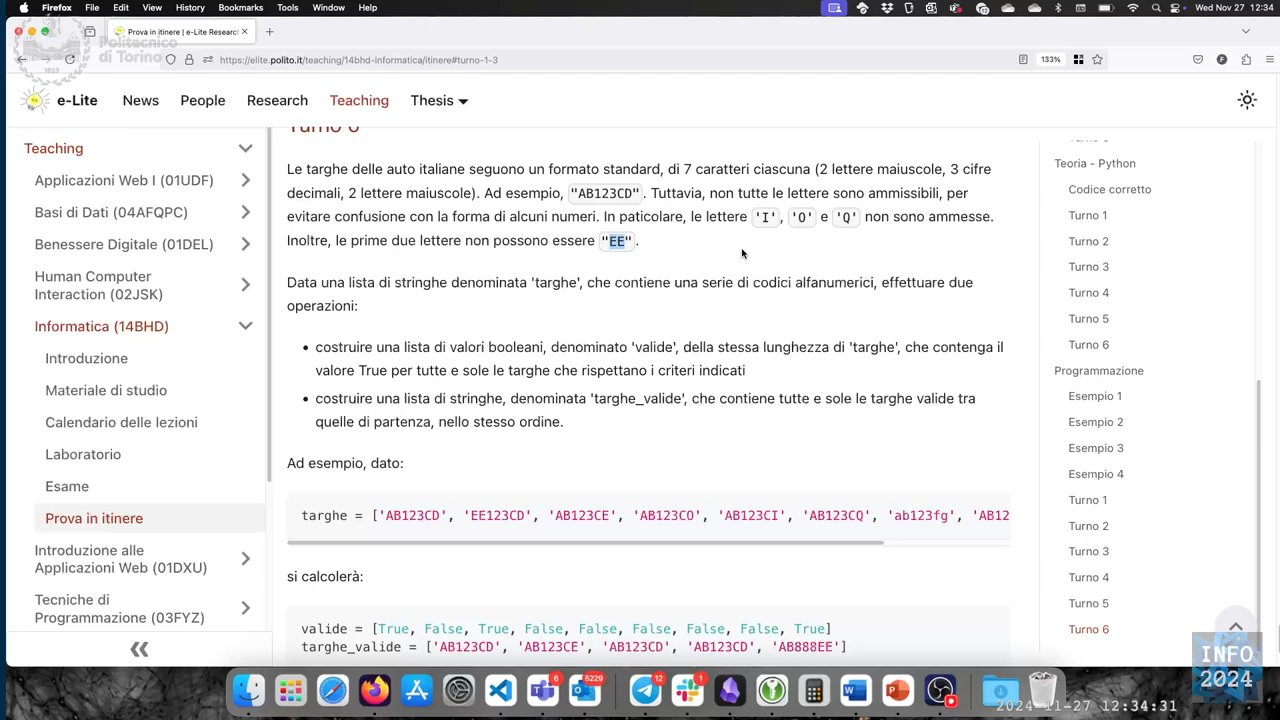 Firefox File Edit View History Bookmarks Tools Window Help Wed Nov 27 12:34
Prova in itinere | e-Lite Researc
Politecnico
di Torino
https://elite.polito.it/teaching/14bhd-informatica/itinere#turno-1-3 133%
e-Lite News People Research Teaching Thesis
Teaching
Applicazioni Web I (01UDF)
Basi di Dati (04AFQPC)
Benessere Digitale (01DEL)
Human Computer
Interaction (02JSK)
Informatica (14BHD)
Introduzione
Materiale di studio
Calendario delle lezioni
Laboratorio
Esame
Prova in itinere
Introduzione alle
Applicazioni Web (01DXU)
Tecniche di
Programmazione (03FYZ)
Turno 6
Le targhe delle auto italiane seguono un formato standard, di 7 caratteri ciascuna (2 lettere maiuscole, 3 cifre
decimali, 2 lettere maiuscole). Ad esempio, "AB123CD". Tuttavia, non tutte le lettere sono ammissibili, per
evitare confusione con la forma di alcuni numeri. In paticolare, le lettere 'I', 'O' e 'Q' non sono ammesse.
Inoltre, le prime due lettere non possono essere "EE".
Data una lista di stringhe denominata 'targhe', che contiene una serie di codici alfanumerici, effettuare due
operazioni:
• costruire una lista di valori booleani, denominato 'valide', della stessa lunghezza di 'targhe', che contenga il
valore True per tutte e sole le targhe che rispettano i criteri indicati
• costruire una lista di stringhe, denominata 'targhe_valide', che contiene tutte e sole le targhe valide tra
quelle di partenza, nello stesso ordine.
Ad esempio, dato:
targhe = ['AB123CD', 'EE123CD', 'AB123CE', 'AB123CO', 'AB123CI', 'AB123CQ', 'ab123fg', 'AB12
si calcolerà:
valide = [True, False, True, False, False, False, False, False, True]
targhe_valide = ['AB123CD', 'AB123CE', 'AB123CD', 'AB123CD', 'AB888EE']
Teoria - Python
Codice corretto
Turno 1
Turno 2
Turno 3
Turno 4
Turno 5
Turno 6
Programmazione
Esempio 1
Esempio 2
Esempio 3
Esempio 4
Turno 1
Turno 2
Turno 3
Turno 4
Turno 5
Turno 6
INFO
2024
6 5229 12 1
2024-11-27 12:34:31